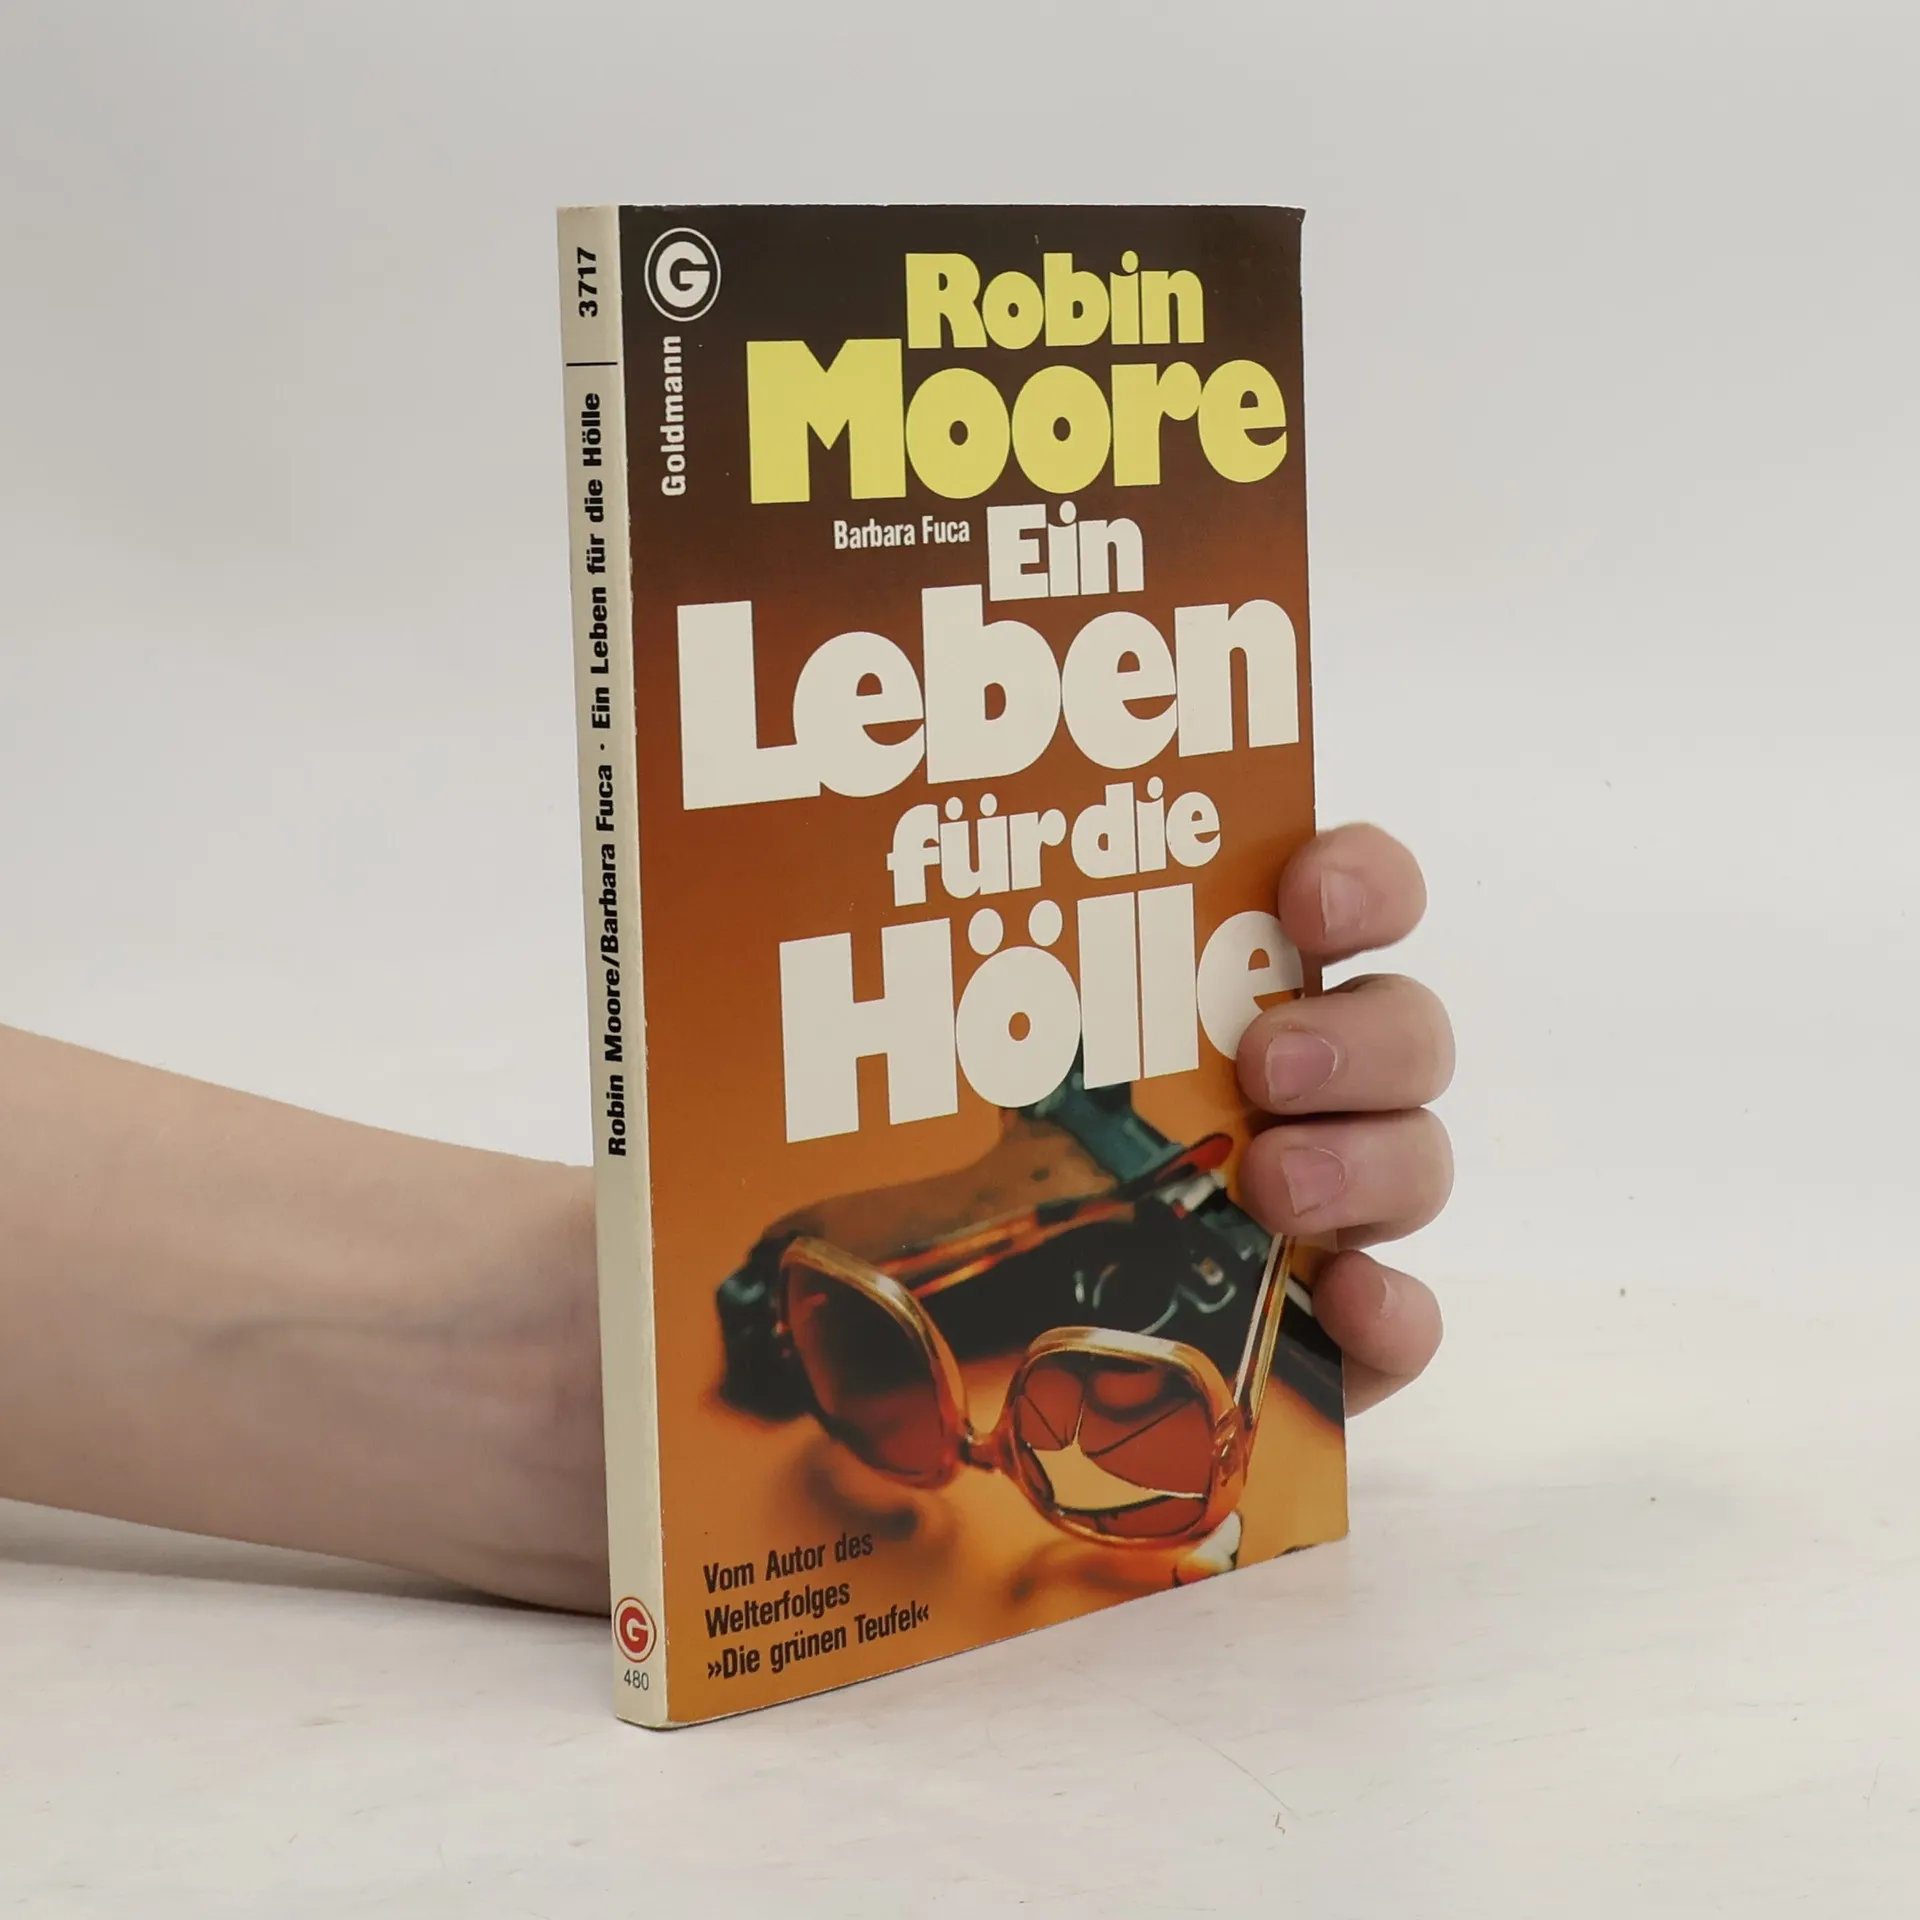 3717
Robin Moore/Barbara Fuca · Ein Leben für die Hölle
G
480
G
Goldmann
Robin
Moore
Barbara Fuca
Ein
Leben
für die
Hölle
Vom Autor des
Welterfolges
»Die grünen Teufel«